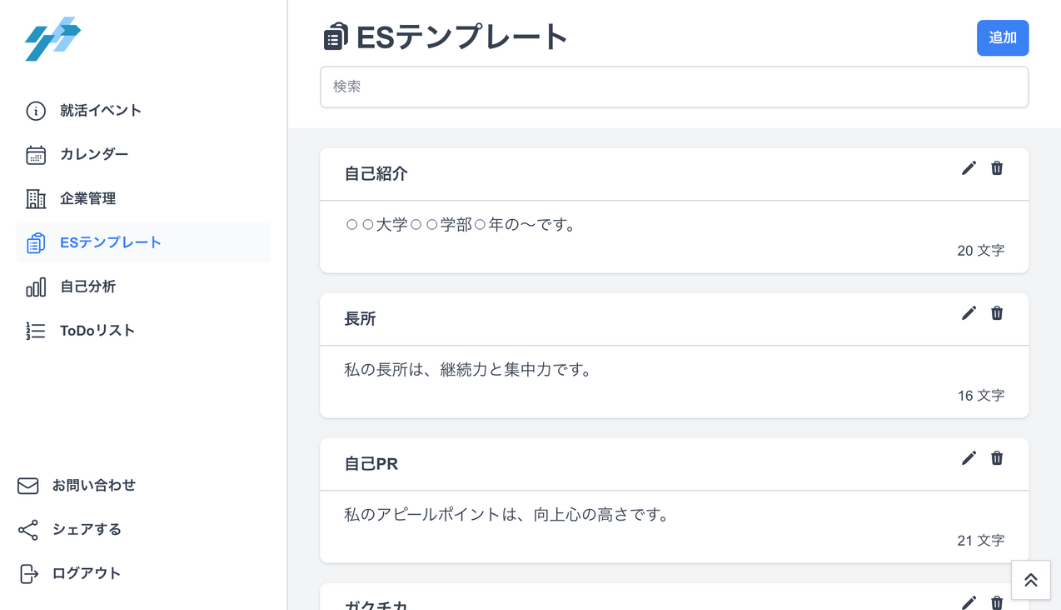 就活イベント
カレンダー
企業管理
ESテンプレート
自己分析
ToDoリスト
お問い合わせ
シェアする
ログアウト
ESテンプレート
追加
検索
自己紹介
○○大学○○学部○年の〜です。
20 文字
長所
私の長所は、継続力と集中力です。
16 文字
自己PR
私のアピールポイントは、向上心の高さです。
21 文字
ガクチカ